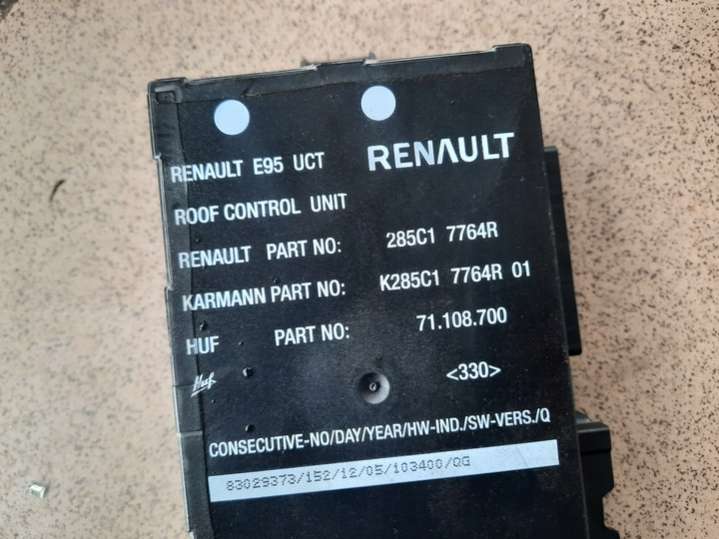 RENAULT E95 UCT RENAULT
ROOF CONTROL UNIT
RENAULT PART NO: 285C1 7764R
KARMANN PART NO: K285C1 7764R 01
HUF PART NO: 71.108.700
Huf <330>
CONSECUTIVE-NO/DAY/YEAR/HW-IND./SW-VERS./Q
83029373/152/12/05/103400/QG